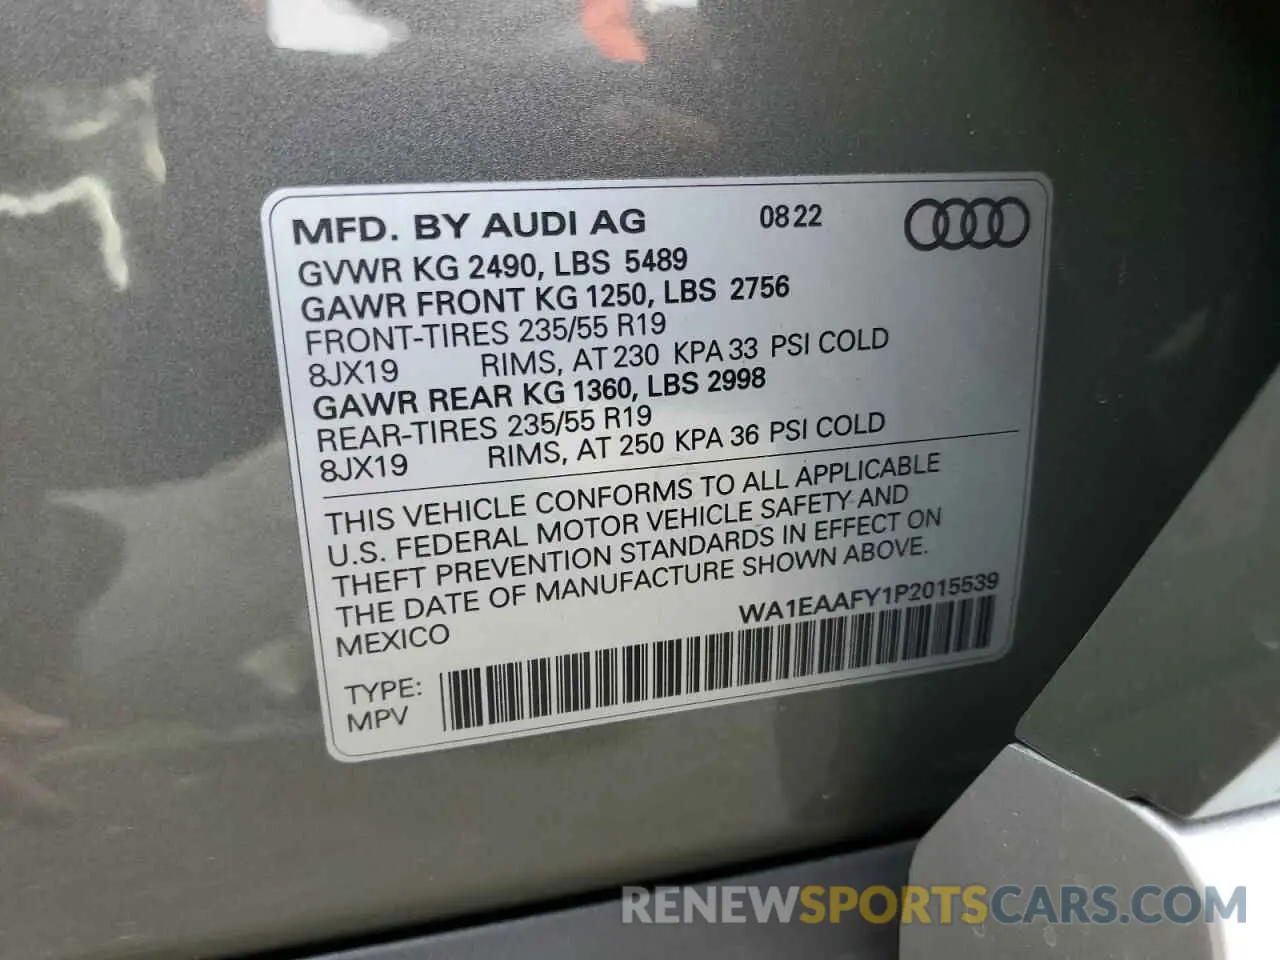 MFD. BY AUDI AG 08 22
GVWR KG 2490, LBS 5489
GAWR FRONT KG 1250, LBS 2756
FRONT-TIRES 235/55 R19
8JX19 RIMS, AT 230 KPA 33 PSI COLD
GAWR REAR KG 1360, LBS 2998
REAR-TIRES 235/55 R19
8JX19 RIMS, AT 250 KPA 36 PSI COLD
THIS VEHICLE CONFORMS TO ALL APPLICABLE
U.S. FEDERAL MOTOR VEHICLE SAFETY AND
THEFT PREVENTION STANDARDS IN EFFECT ON
THE DATE OF MANUFACTURE SHOWN ABOVE.
MEXICO WA1EAAFY1P2015539
TYPE:
MPV
RENEWSPORTSCARS.COM